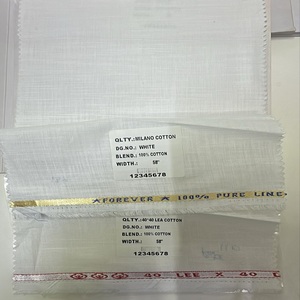 QLTY.:MILANO COTTON
DG.NO.: WHITE
BLEND.: 100% COTTON
WIDTH.: 58"
12345678
★FOREVER★ 100% PURE LINE
QLTY.:40*40 LEA COTTON
DG.NO.: WHITE
BLEND.: 100% COTTON
WIDTH.: 58"
12345678
40 LEE X 40